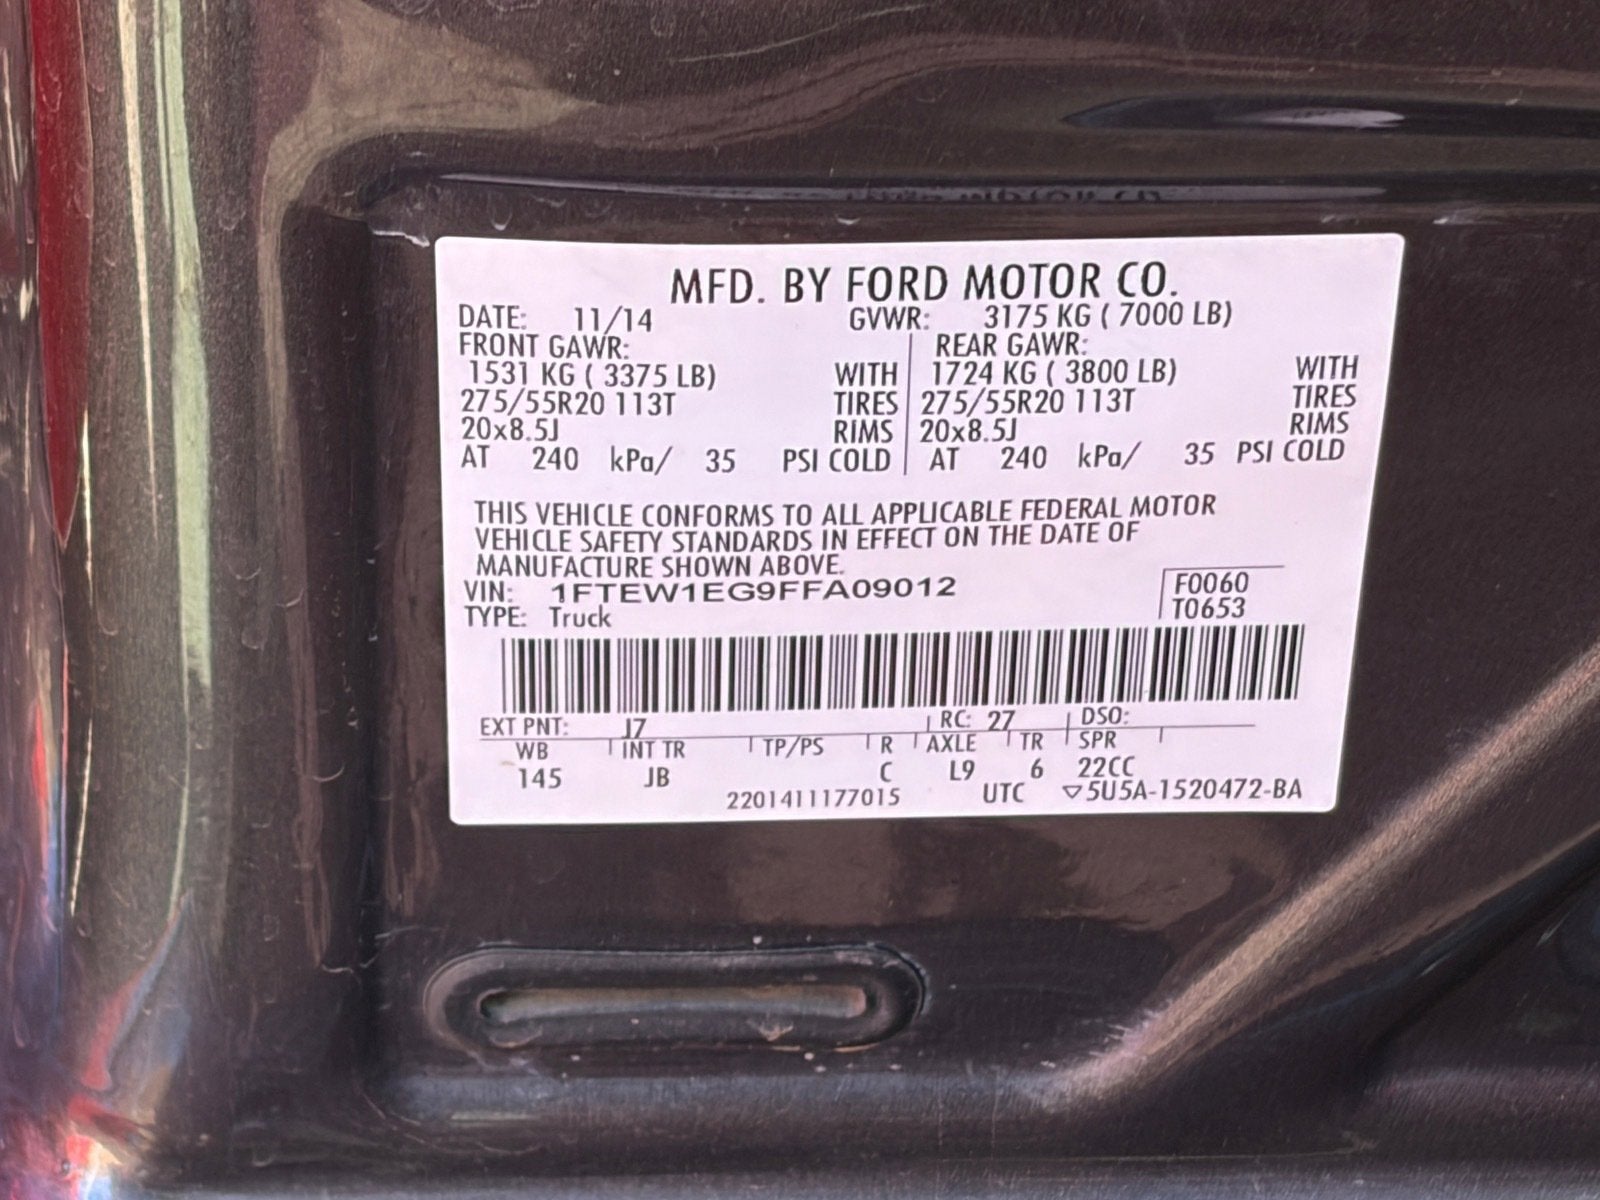 MFD. BY FORD MOTOR CO.
DATE: 11/14 GVWR: 3175 KG ( 7000 LB)
FRONT GAWR: REAR GAWR:
1531 KG ( 3375 LB) WITH 1724 KG ( 3800 LB) WITH
275/55R20 113T TIRES 275/55R20 113T TIRES
20x8.5J RIMS 20x8.5J RIMS
AT 240 kPa/ 35 PSI COLD AT 240 kPa/ 35 PSI COLD
THIS VEHICLE CONFORMS TO ALL APPLICABLE FEDERAL MOTOR
VEHICLE SAFETY STANDARDS IN EFFECT ON THE DATE OF
MANUFACTURE SHOWN ABOVE.
VIN: 1FTEW1EG9FFA09012 F0060
TYPE: Truck T0653
EXT PNT: J7 RC: 27 DSO:
WB INT TR TP/PS R AXLE TR SPR
145 JB C L9 6 22CC
2201411177015 UTC ▽5U5A-1520472-BA